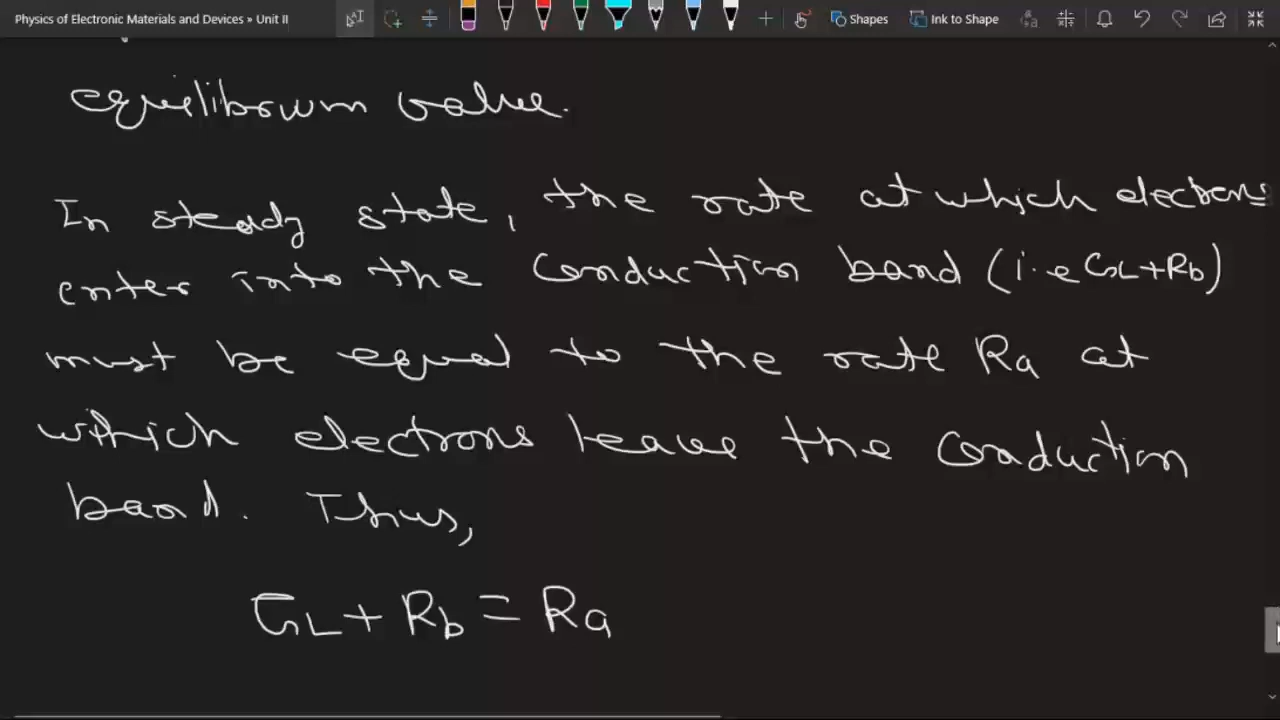 Physics of Electronic Materials and Devices » Unit II
Shapes
Ink to Shape
equilibrium value.
In steady state, the rate at which electrons
enter into the conduction band (i.e GL+Rb)
must be equal to the rate Ra at
which electrons leave the conduction
band. Thus,
GL + Rb = Ra